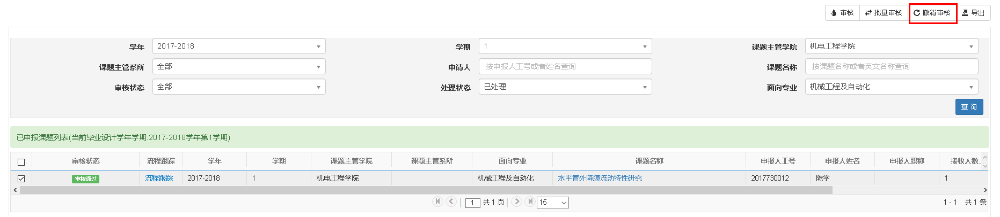 审核 批量审核 撤消审核 导出
学年 2017-2018 学期 1 课题主管学院 机电工程学院
课题主管系所 全部 申请人 按申报人工号或者姓名查询 课题名称 按课题名称或者英文名称查询
审核状态 全部 处理状态 已处理 面向专业 机械工程及自动化
查 询
已申报课题列表(当前毕业设计学年学期:2017-2018学年第1学期)
审核状态 流程跟踪 学年 学期 课题主管学院 课题主管系所 面向专业 课题名称 申报人工号 申报人姓名 申报人职称 接收人数
审核通过 流程跟踪 2017-2018 1 机电工程学院 机械工程及自动化 水平管外降膜流动特性研究 2017730012 陈学 1
1 共 1 页 15 1 - 1 共 1 条